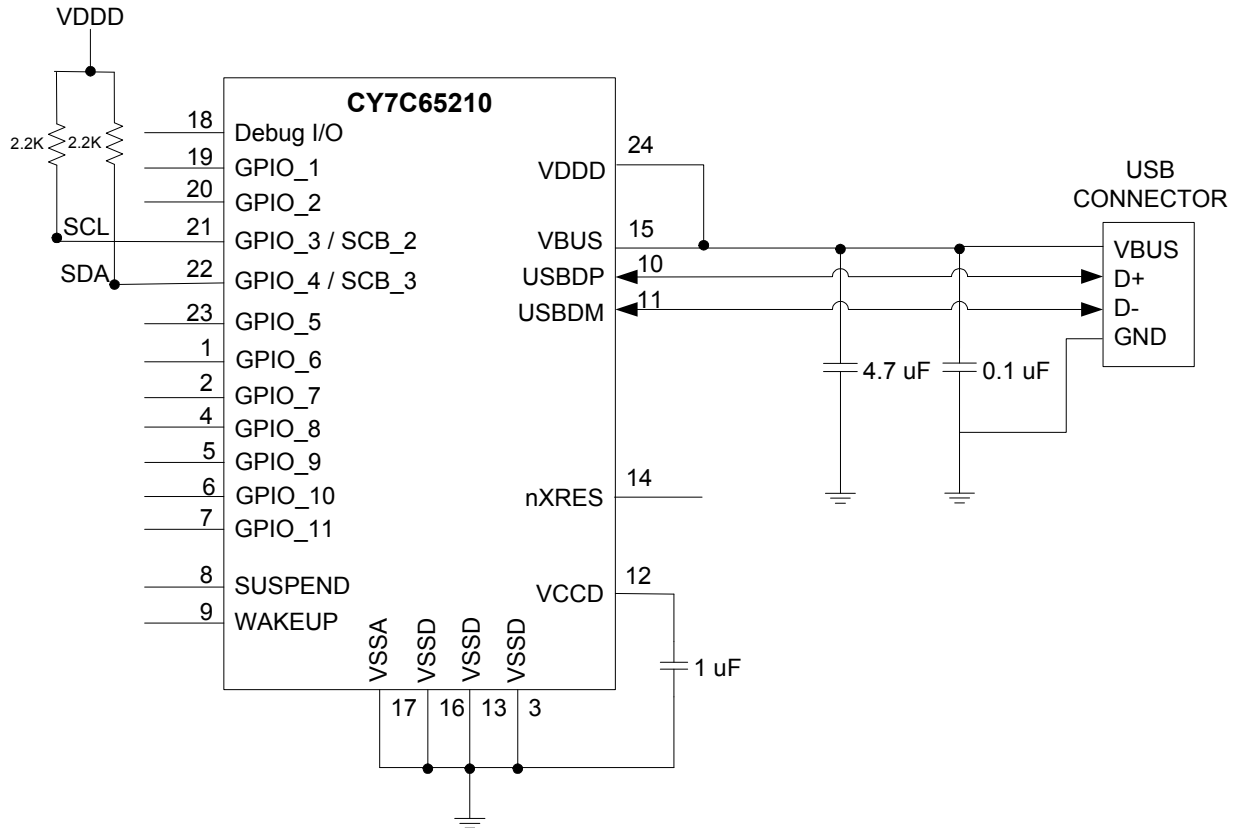 VDDD
CY7C65210
2.2K
2.2K
18
Debug I/O
19
GPIO_1
20
GPIO_2
SCL
21
GPIO_3 / SCB_2
SDA
22
GPIO_4 / SCB_3
23
GPIO_5
1
GPIO_6
2
GPIO_7
4
GPIO_8
5
GPIO_9
6
GPIO_10
7
GPIO_11
8
SUSPEND
9
WAKEUP
VDDD
24
VBUS
15
USBDP
10
USBDM
11
nXRES
14
VCCD
12
VSSA
VSSD
VSSD
VSSD
17
16
13
3
1 uF
4.7 uF
0.1 uF
USB
CONNECTOR
VBUS
D+
D-
GND